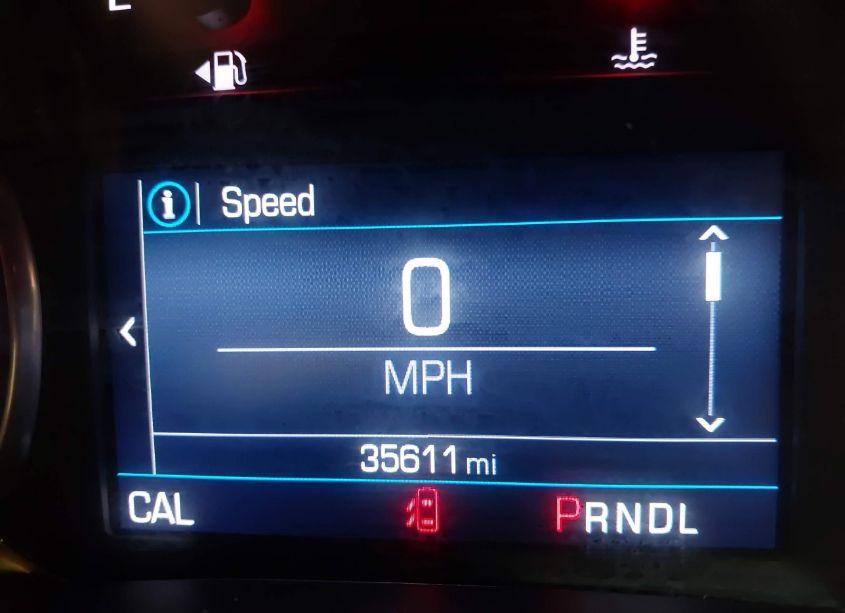 E
Speed
0
MPH
35611 mi
CAL
PRNDL